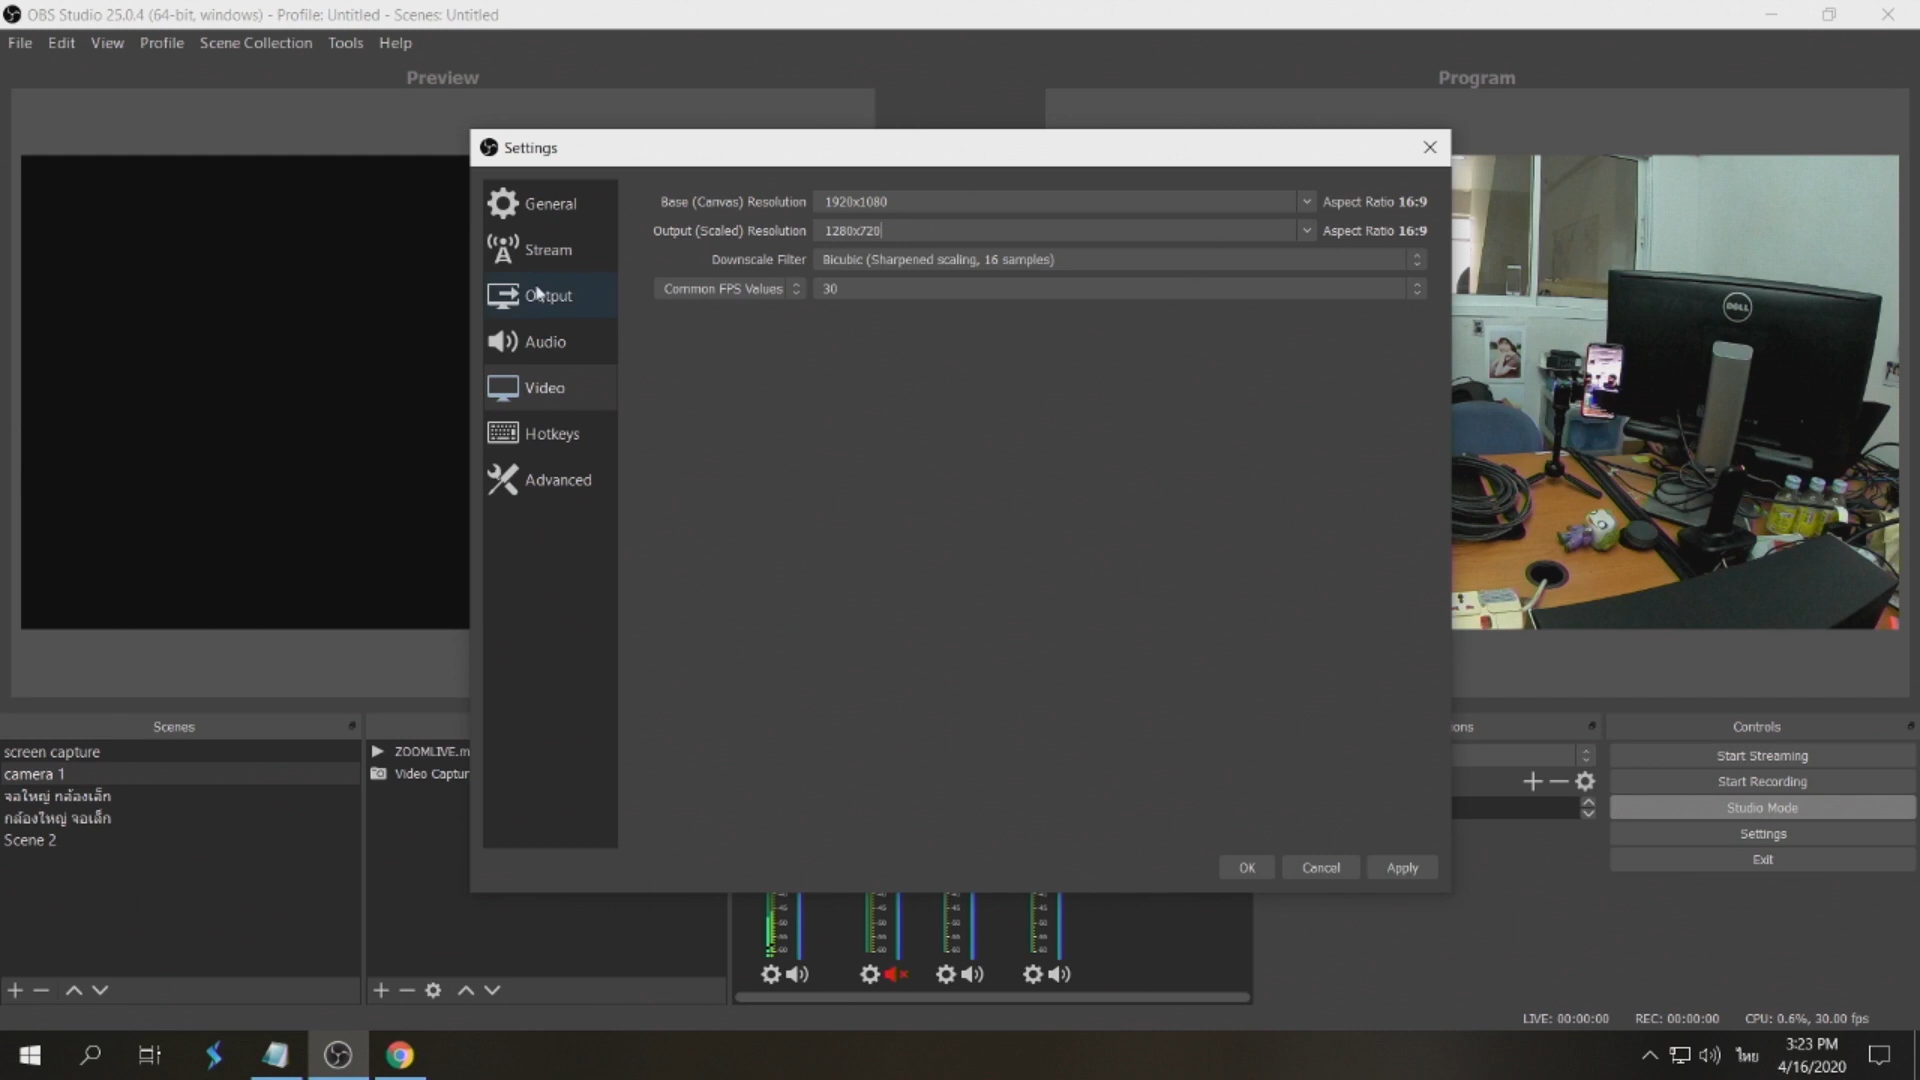 OBS Studio 25.0.4 (64-bit, windows) - Profile: Untitled - Scenes: Untitled
File Edit View Profile Scene Collection Tools Help
Preview
Program
Settings
General
Stream
Output
Audio
Video
Hotkeys
Advanced
Base (Canvas) Resolution 1920x1080 Aspect Ratio 16:9
Output (Scaled) Resolution 1280x720 Aspect Ratio 16:9
Downscale Filter Bicubic (Sharpened scaling, 16 samples)
Common FPS Values 30
OK Cancel Apply
DELL
Scenes
screen capture
camera 1
จอใหญ่ กล้องเล็ก
กล้องใหญ่ จอเล็ก
Scene 2
ZOOMLIVE.m
Video Captur
ions
Controls
Start Streaming
Start Recording
Studio Mode
Settings
Exit
LIVE: 00:00:00 REC: 00:00:00 CPU: 0.6%, 30.00 fps
ไทย
3:23 PM
4/16/2020